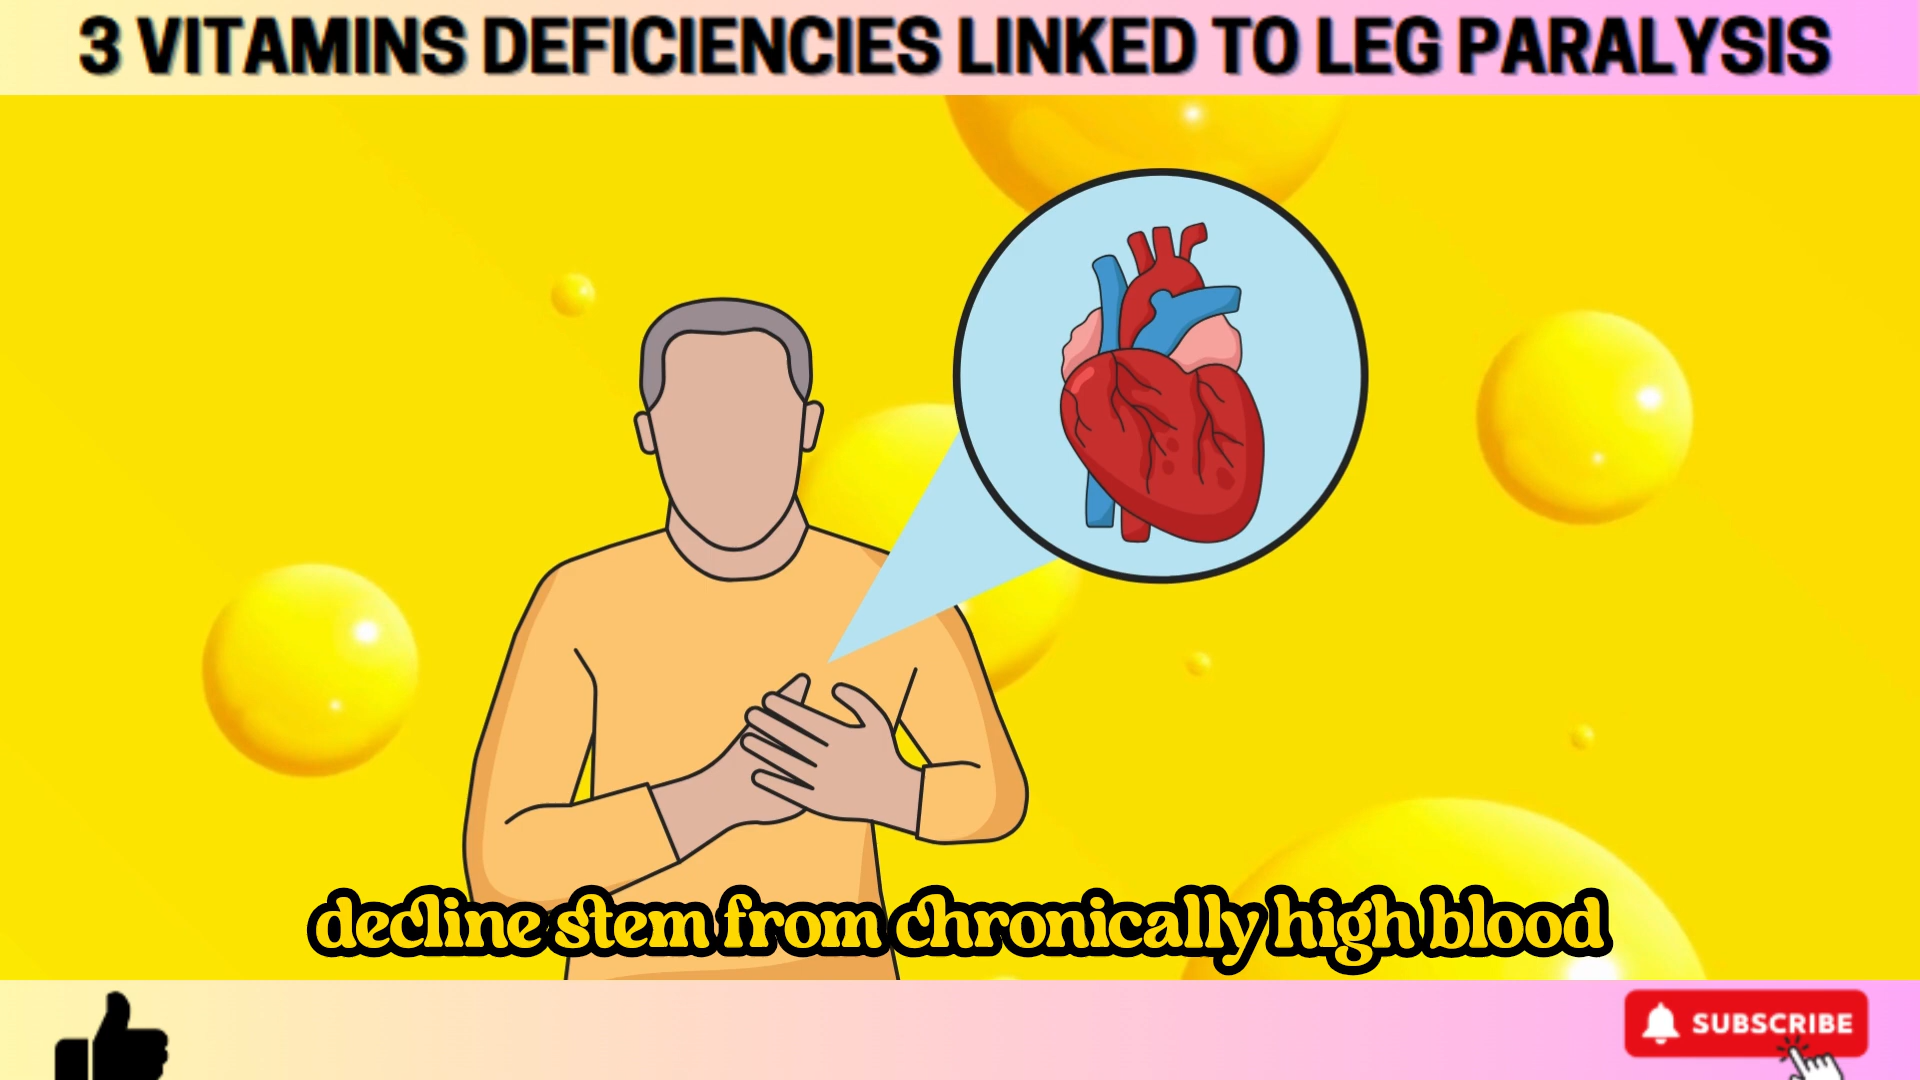 3 VITAMINS DEFICIENCIES LINKED TO LEG PARALYSIS
decline stem from chronically high blood
SUBSCRIBE